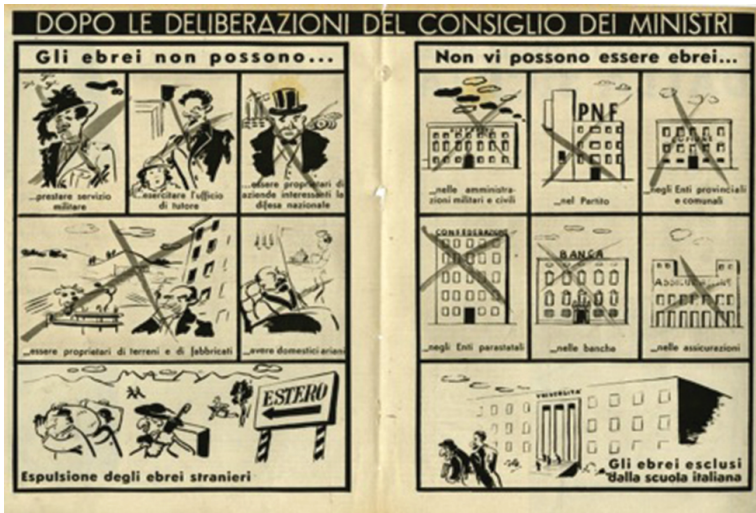 DOPO LE DELIBERAZIONI DEL CONSIGLIO DEI MINISTRI
Gli ebrei non possono...
...prestare servizio
militare
...esercitare l'ufficio
di tutore
...essere proprietari di
aziende interessanti la
difesa nazionale
...essere proprietari di terreni e di fabbricati
...avere domestici ariani
ESTERO
Espulsione degli ebrei stranieri
Non vi possono essere ebrei...
...nelle amministra-
zioni militari e civili
PNF
...nel Partito
...negli Enti provinciali
e comunali
CONFEDERAZIONE
...negli Enti parastatali
BANCA
...nelle banche
ASSICURAZIONI
...nelle assicurazioni
UNIVERSITÀ
Gli ebrei esclusi
dalla scuola italiana